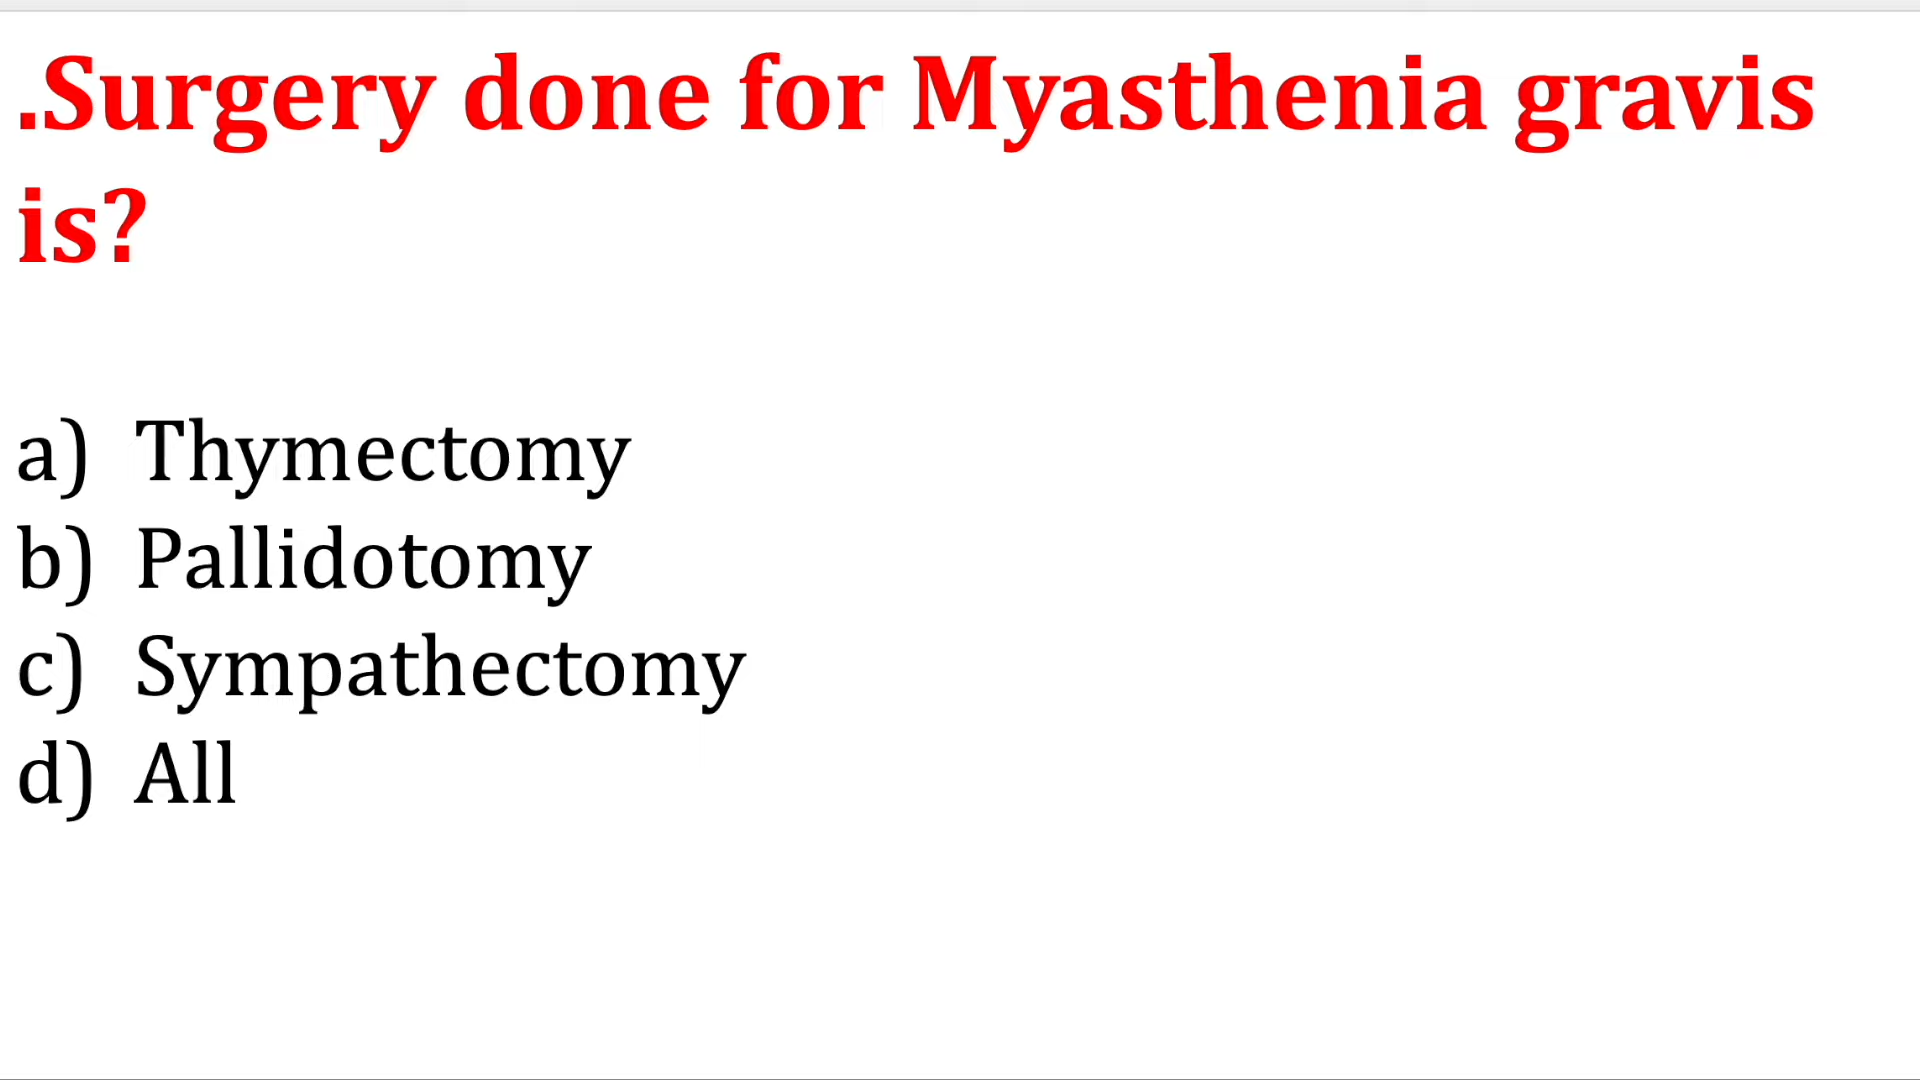 .Surgery done for Myasthenia gravis
is?
a) Thymectomy
b) Pallidotomy
c) Sympathectomy
d) All